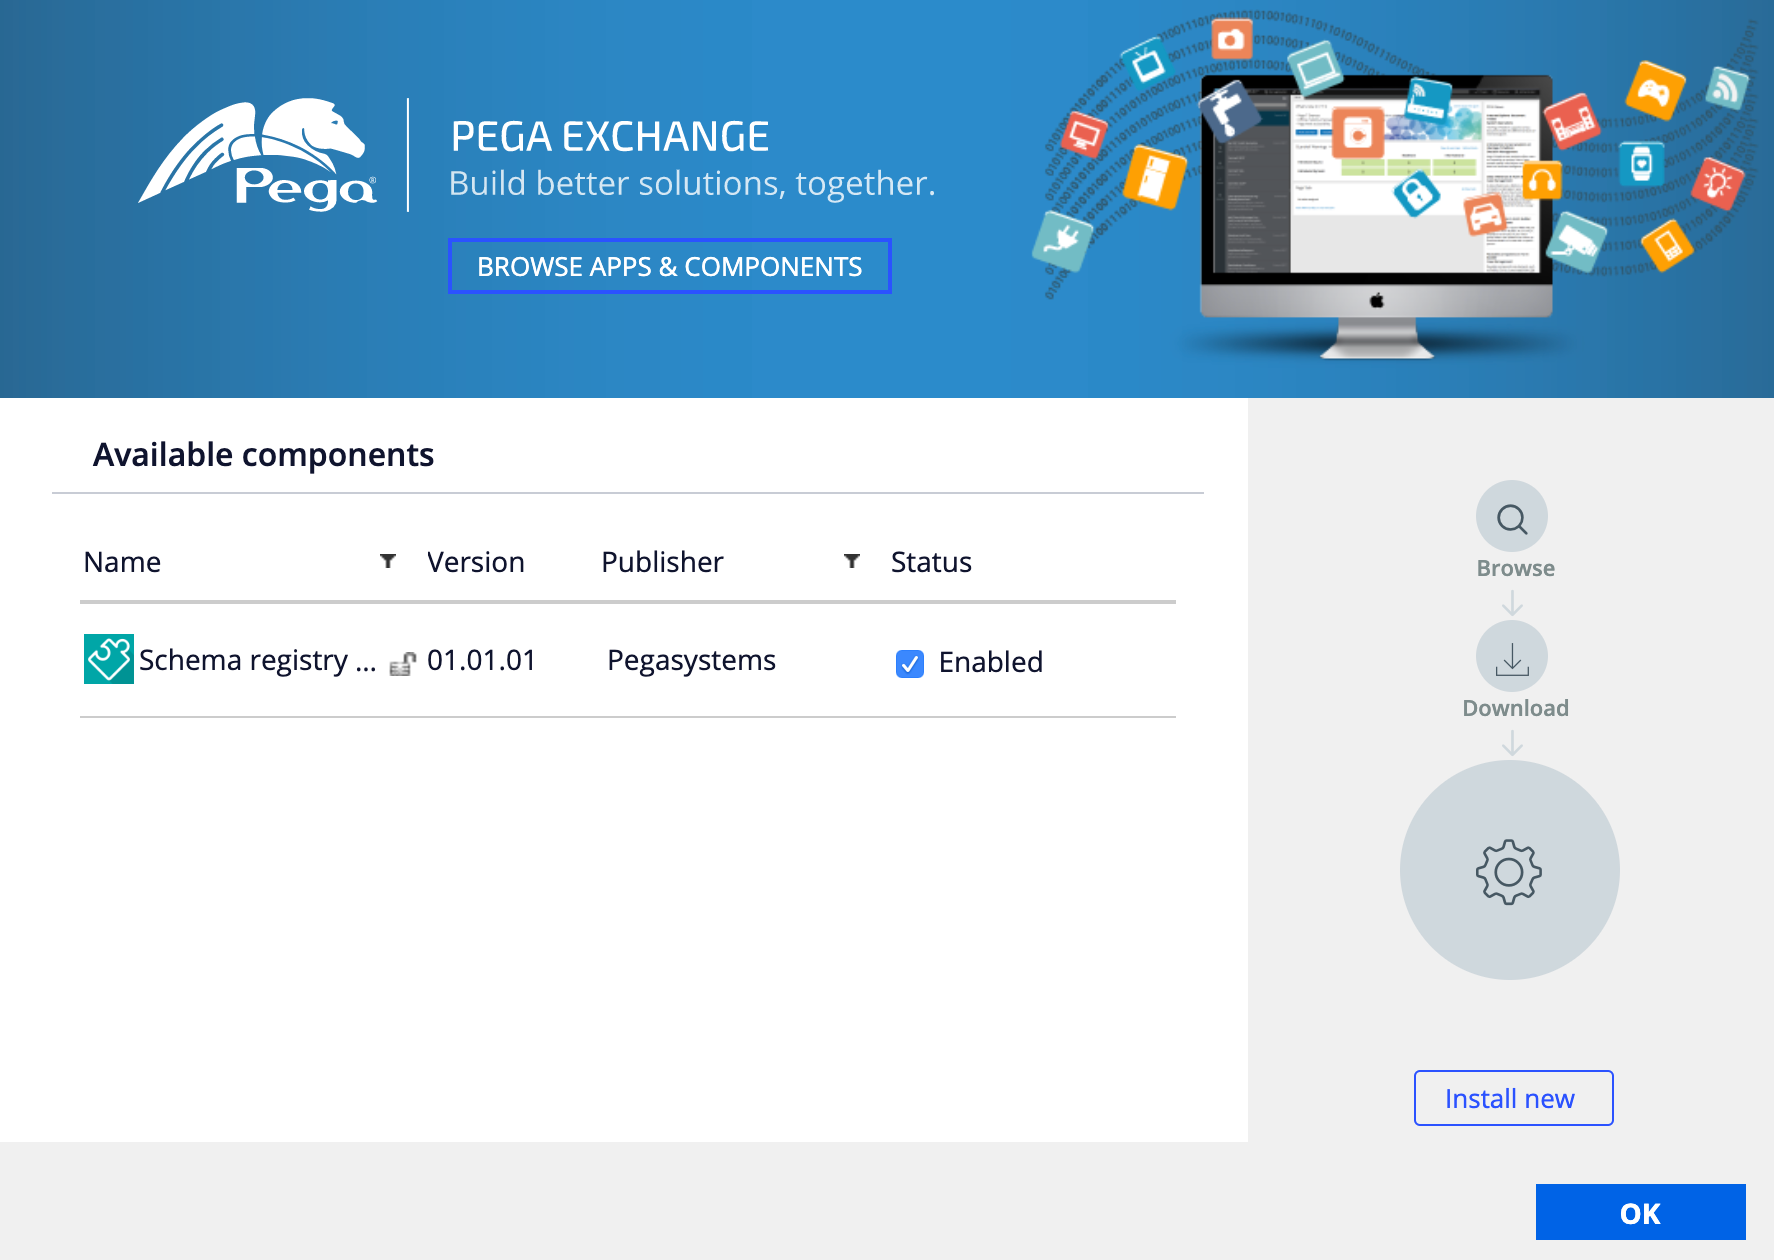 Pega®
PEGA EXCHANGE
Build better solutions, together.
BROWSE APPS & COMPONENTS
Available components
Name Version Publisher Status
Schema registry ... 01.01.01 Pegasystems Enabled
Browse
Download
Install new
OK